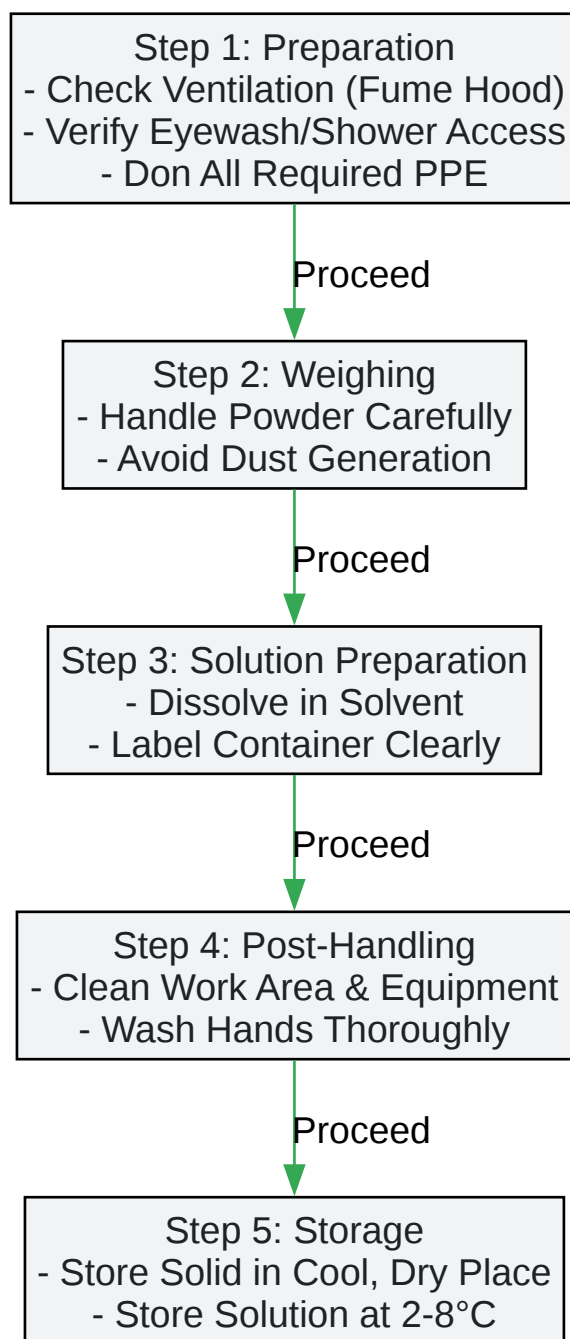 Step 1: Preparation
- Check Ventilation (Fume Hood)
- Verify Eyewash/Shower Access
- Don All Required PPE
Proceed
Step 2: Weighing
- Handle Powder Carefully
- Avoid Dust Generation
Proceed
Step 3: Solution Preparation
- Dissolve in Solvent
- Label Container Clearly
Proceed
Step 4: Post-Handling
- Clean Work Area & Equipment
- Wash Hands Thoroughly
Proceed
Step 5: Storage
- Store Solid in Cool, Dry Place
- Store Solution at 2-8°C